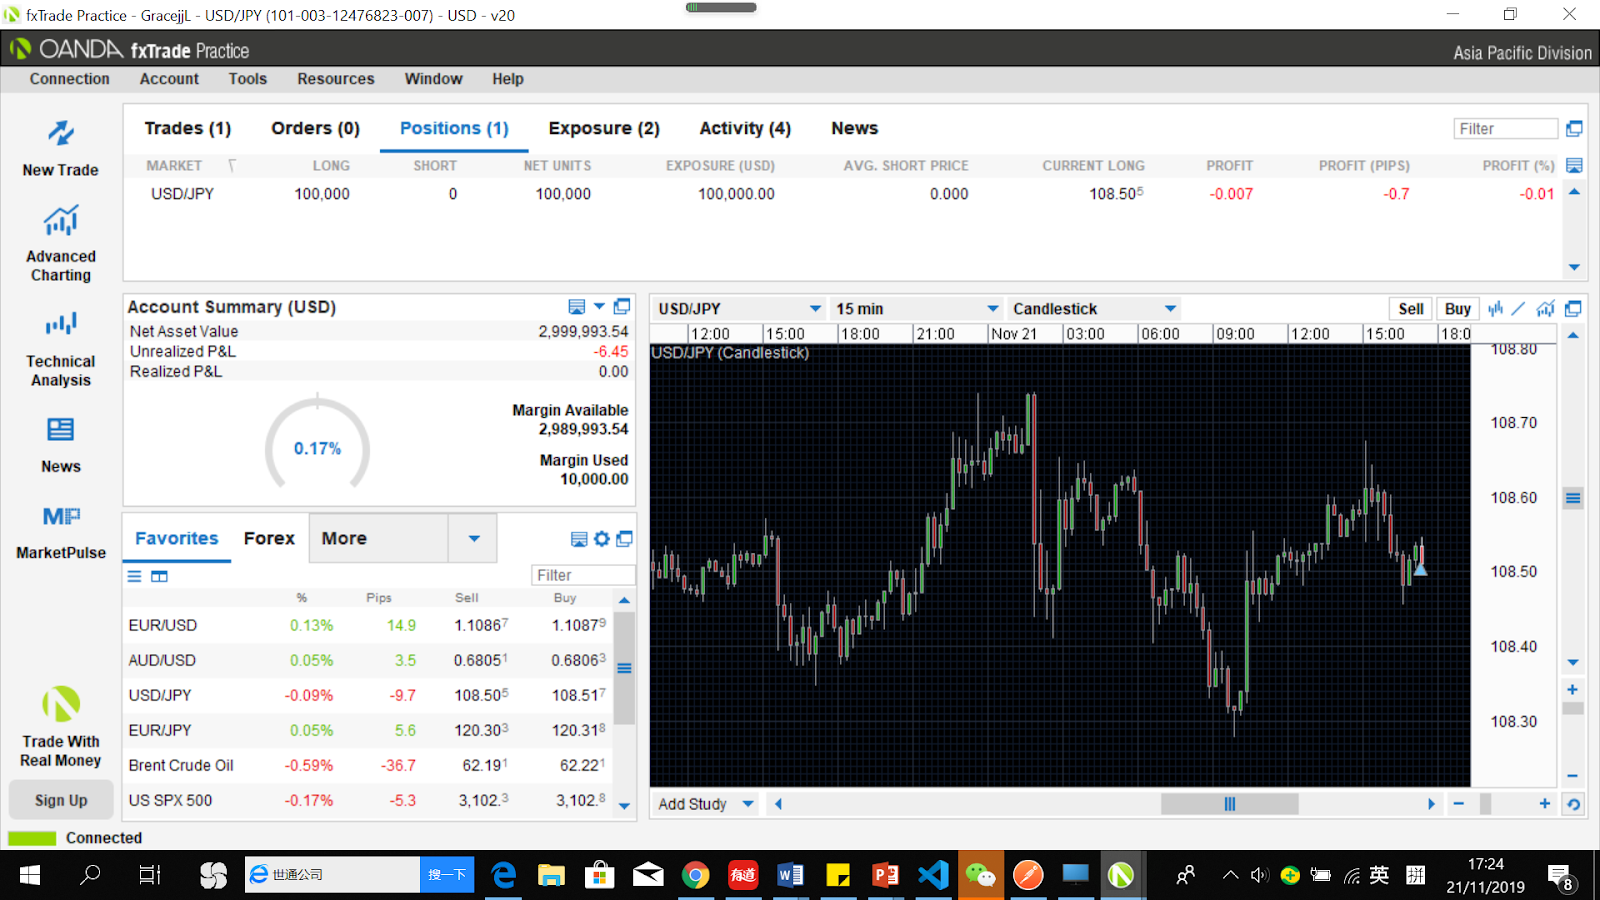 fxTrade Practice - GracejjL - USD/JPY (101-003-12476823-007) - USD - v20
OANDA fxTrade Practice
Asia Pacific Division
Connection Account Tools Resources Window Help
New Trade
Advanced
Charting
Technical
Analysis
News
MP
MarketPulse
Trade With
Real Money
Sign Up
Connected
Trades (1) Orders (0) Positions (1) Exposure (2) Activity (4) News Filter
MARKET LONG SHORT NET UNITS EXPOSURE (USD) AVG. SHORT PRICE CURRENT LONG PROFIT PROFIT (PIPS) PROFIT (%)
USD/JPY 100,000 0 100,000 100,000.00 0.000 108.505 -0.007 -0.7 -0.01
Account Summary (USD)
Net Asset Value 2,999,993.54
Unrealized P&L -6.45
Realized P&L 0.00
0.17%
Margin Available
2,989,993.54
Margin Used
10,000.00
Favorites Forex More
Filter
% Pips Sell Buy
EUR/USD 0.13% 14.9 1.10867 1.10879
AUD/USD 0.05% 3.5 0.68051 0.68063
USD/JPY -0.09% -9.7 108.505 108.517
EUR/JPY 0.05% 5.6 120.303 120.318
Brent Crude Oil -0.59% -36.7 62.191 62.221
US SPX 500 -0.17% -5.3 3,102.3 3,102.8
USD/JPY 15 min Candlestick Sell Buy
12:00 15:00 18:00 21:00 Nov 21 03:00 06:00 09:00 12:00 15:00 18:0
USD/JPY (Candlestick)
108.80
108.70
108.60
108.50
108.40
108.30
Add Study
世通公司 搜一下
有道
英 拼
17:24
21/11/2019
8